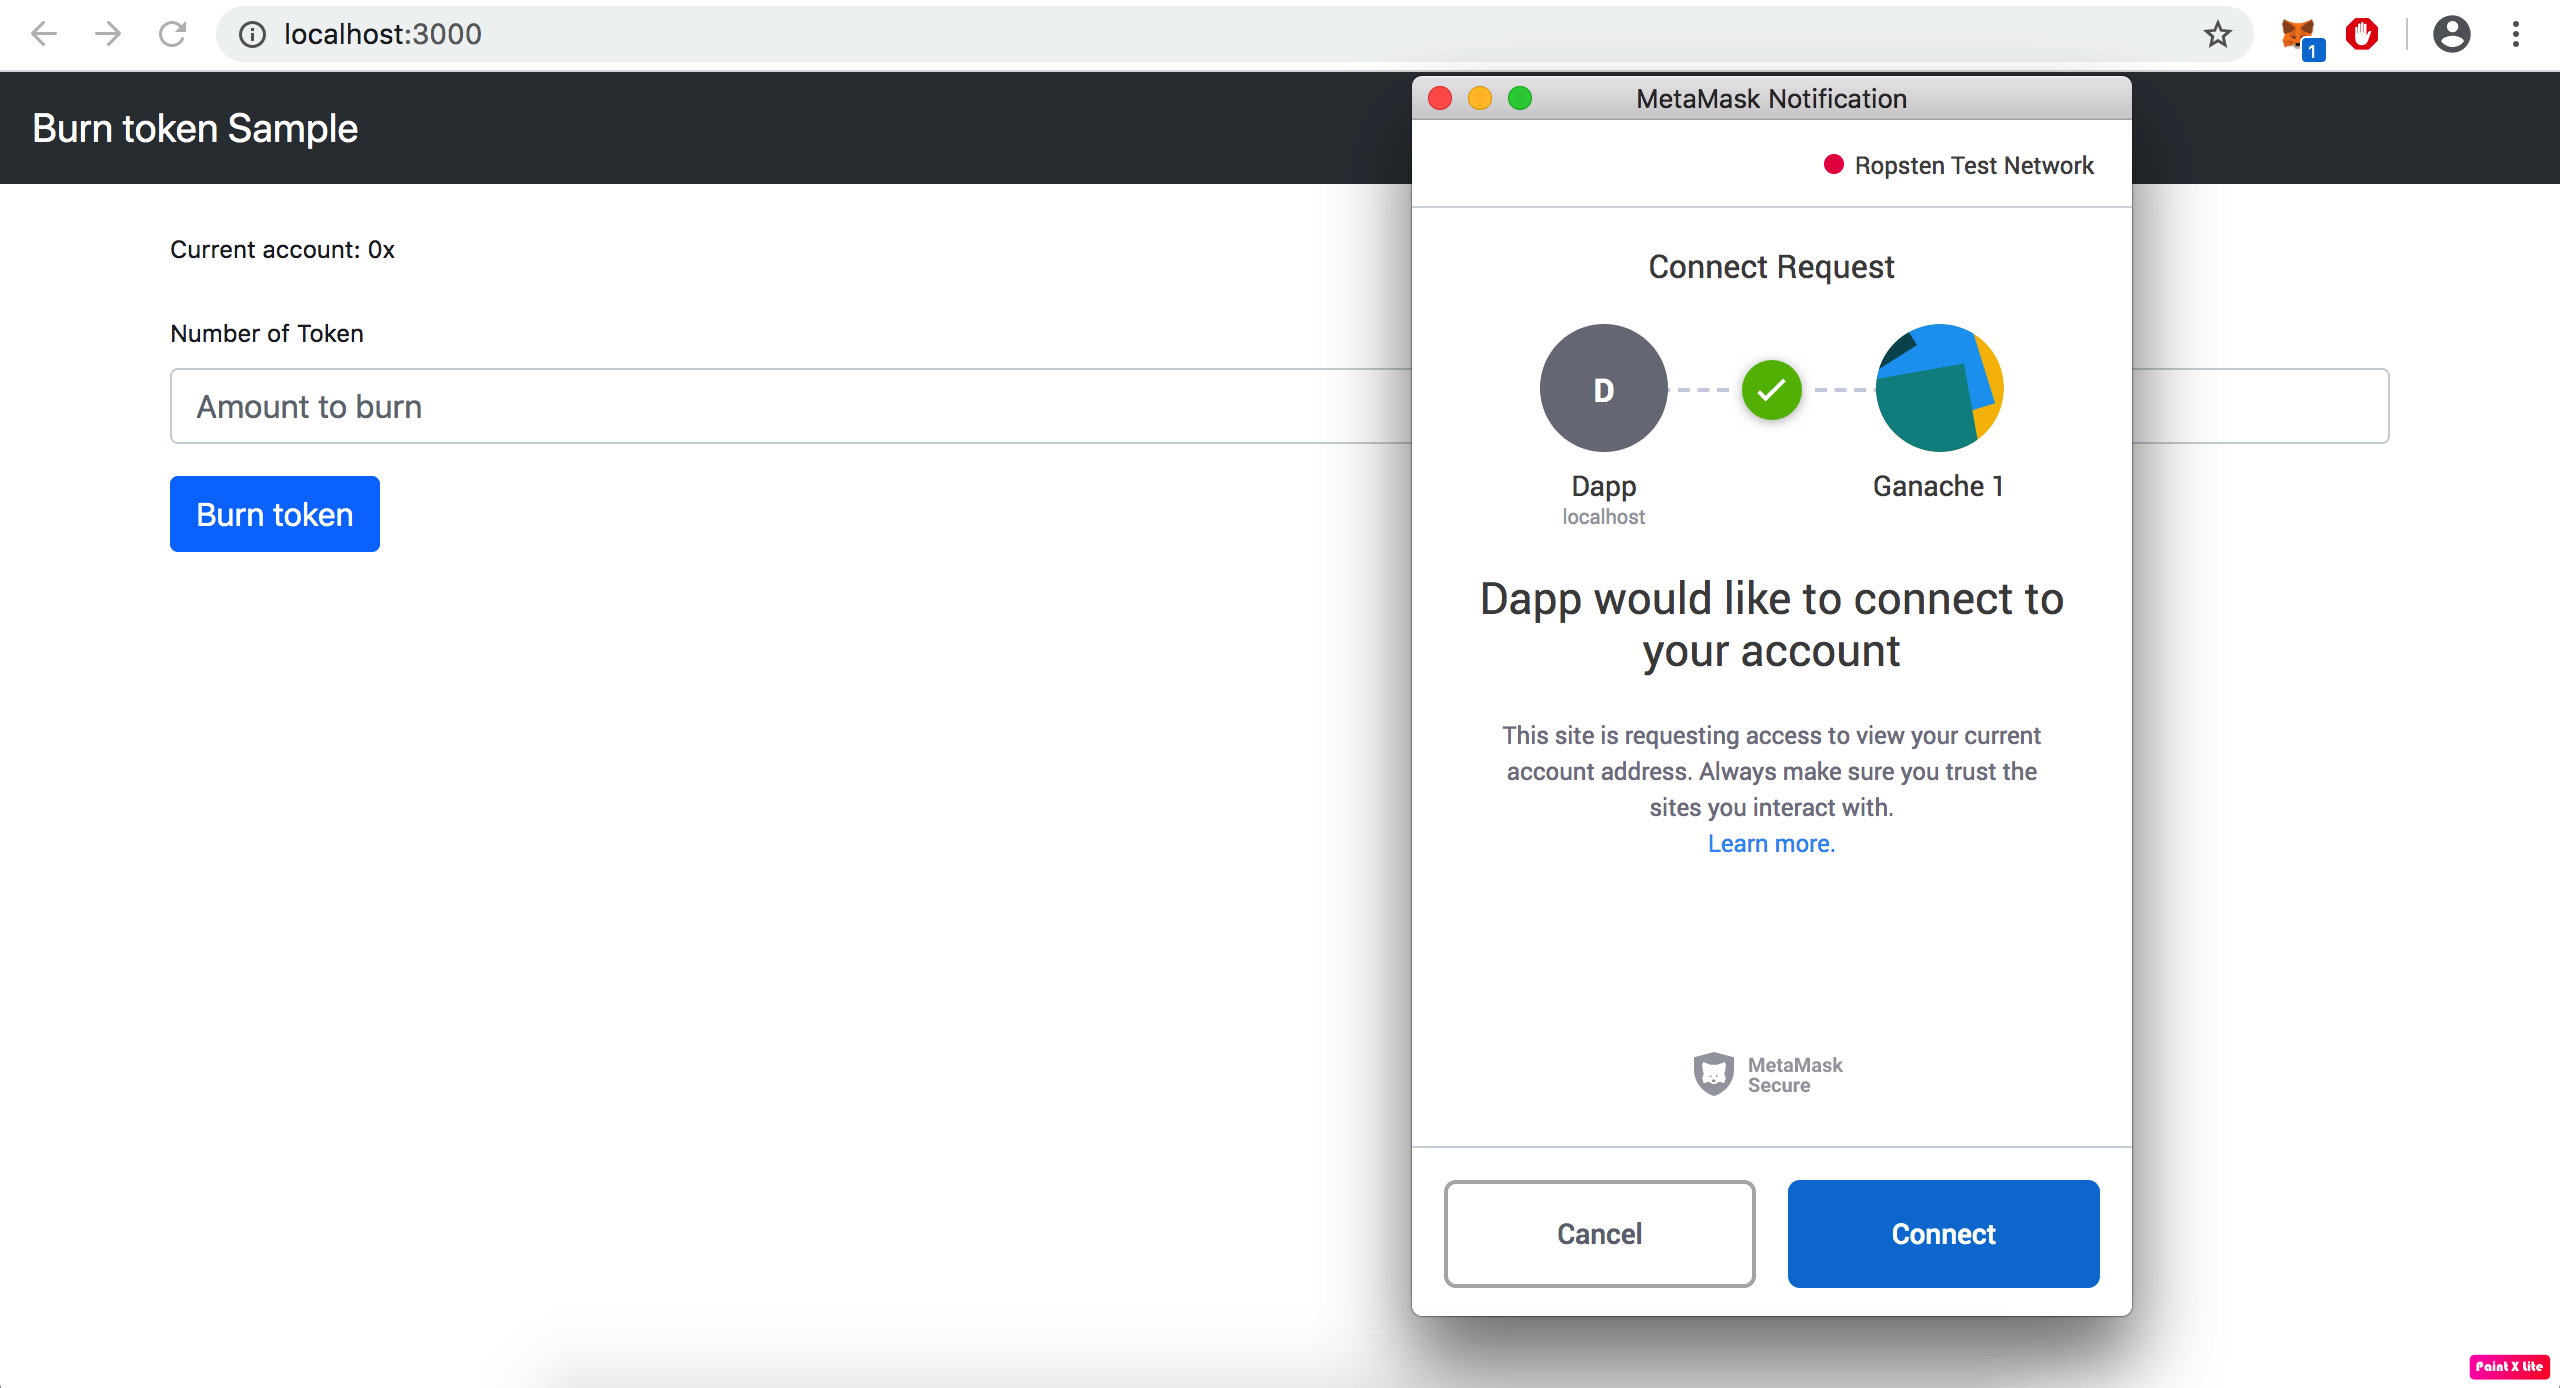 localhost:3000
1
Burn token Sample
Current account: 0x
Number of Token
Amount to burn
Burn token
MetaMask Notification
Ropsten Test Network
Connect Request
D
Dapp
localhost
Ganache 1
Dapp would like to connect to
your account
This site is requesting access to view your current
account address. Always make sure you trust the
sites you interact with.
Learn more.
MetaMask
Secure
Cancel
Connect
Paint X Lite